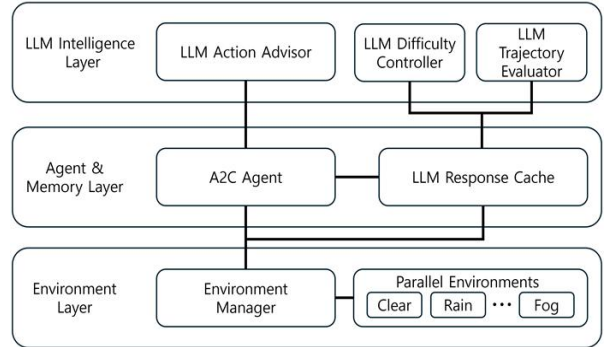 LLM Intelligence
Layer
LLM Action Advisor
LLM Difficulty
Controller
LLM
Trajectory
Evaluator
Agent &
Memory Layer
A2C Agent
LLM Response Cache
Environment
Layer
Environment
Manager
Parallel Environments
Clear
Rain
•••
Fog